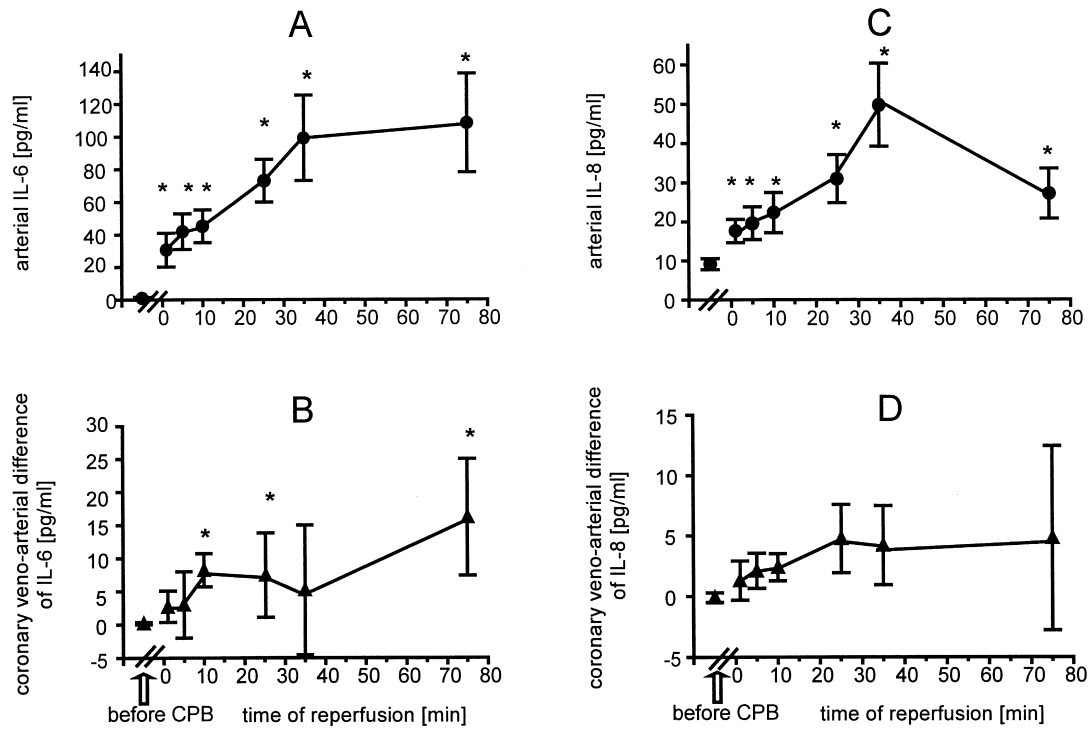 A
arterial IL-6 [pg/ml]
140
120
100
80
60
40
20
0
* * * * * *
0 10 20 30 40 50 60 70 80
C
arterial IL-8 [pg/ml]
60
50
40
30
20
10
0
* * * * * *
0 10 20 30 40 50 60 70 80
B
coronary veno-arterial difference
of IL-6 [pg/ml]
30
25
20
15
10
5
0
-5
* * *
0 10 20 30 40 50 60 70 80
before CPB time of reperfusion [min]
D
coronary veno-arterial difference
of IL-8 [pg/ml]
15
10
5
0
-5
0 10 20 30 40 50 60 70 80
before CPB time of reperfusion [min]